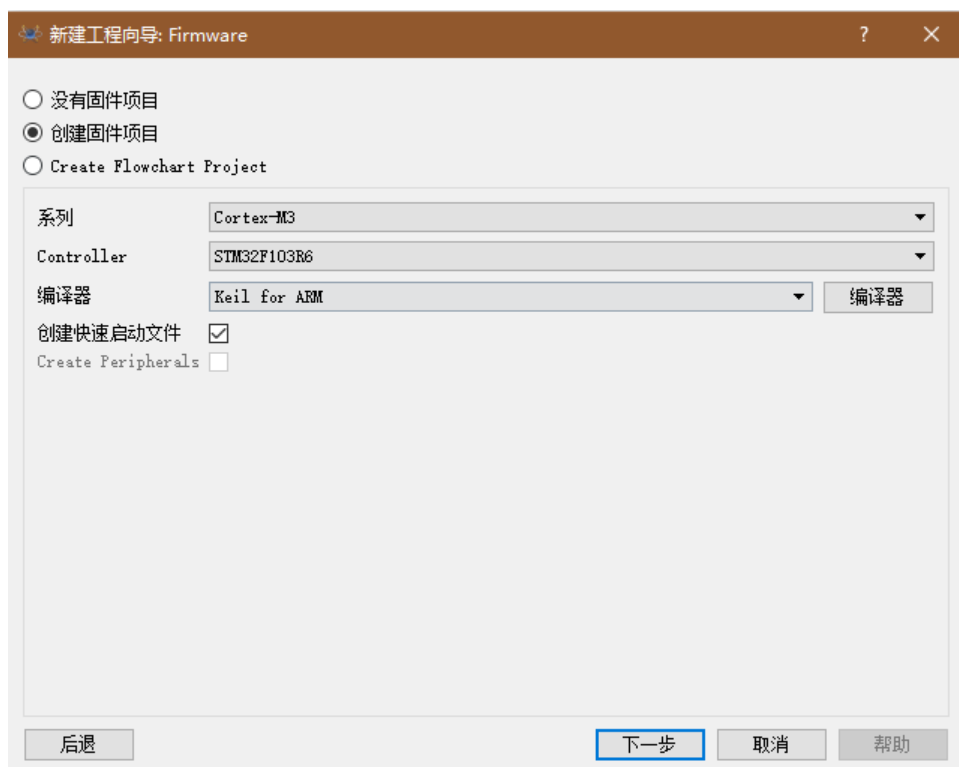 新建工程向导: Firmware ? ×
没有固件项目
创建固件项目
Create Flowchart Project
系列 Cortex-M3
Controller STM32F103R6
编译器 Keil for ARM 编译器
创建快速启动文件
Create Peripherals
后退 下一步 取消 帮助